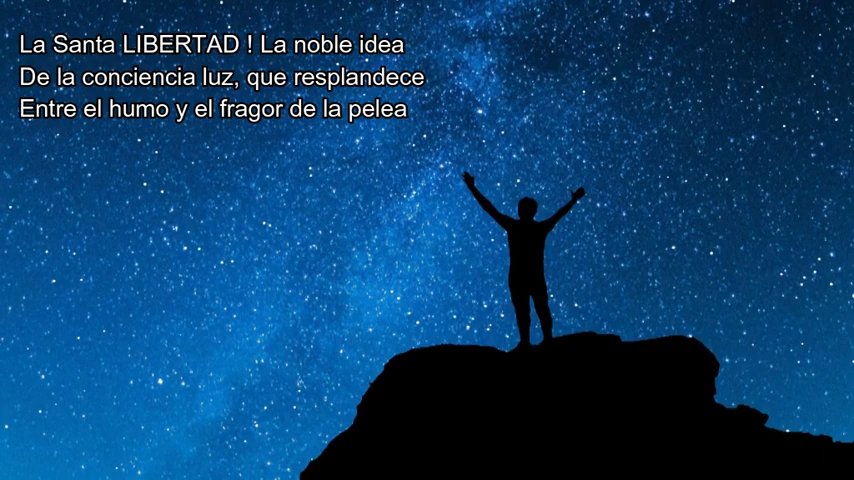 La Santa LIBERTAD ! La noble idea
De la conciencia luz, que resplandece
Entre el humo y el fragor de la pelea